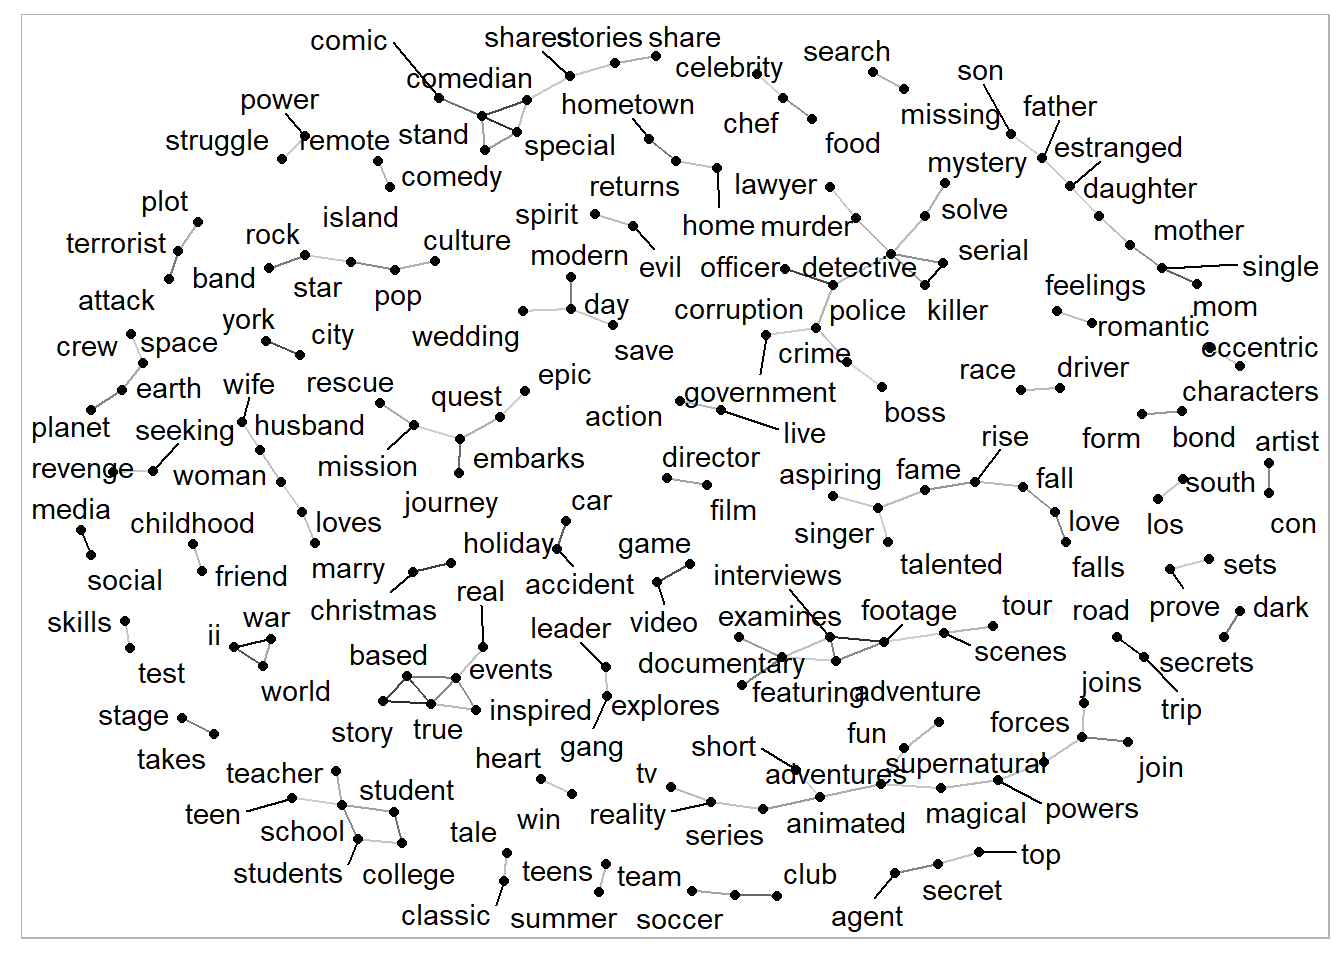 comic
shares
stories
share
celebrity
search
son
comedian
power
hometown
father
struggle
remote
stand
chef
missing
special
food
estranged
comedy
returns
lawyer
mystery
daughter
plot
island
spirit
home
murder
solve
mother
terrorist
rock
culture
modern
evil
officer
detective
serial
single
band
star
pop
day
corruption
police
killer
feelings
mom
attack
york
city
wedding
save
crime
romantic
eccentric
crew
space
rescue
quest
epic
government
race
driver
characters
earth
wife
action
boss
planet
seeking
husband
live
rise
form
bond
artist
revenge
woman
mission
embarks
director
aspiring
fame
fall
south
media
childhood
loves
journey
car
film
singer
love
los
con
social
friend
marry
holiday
accident
game
interviews
talented
falls
prove
sets
skills
ii
war
christmas
real
leader
video
examines
footage
tour
road
dark
test
world
based
events
documentary
scenes
secrets
stage
story
true
inspired
explores
featuring
adventure
joins
trip
takes
heart
gang
short
fun
forces
teacher
student
tv
adventures
supernatural
join
teen
school
tale
win
reality
series
animated
magical
powers
students
college
teens
team
club
secret
top
classic
summer
soccer
agent